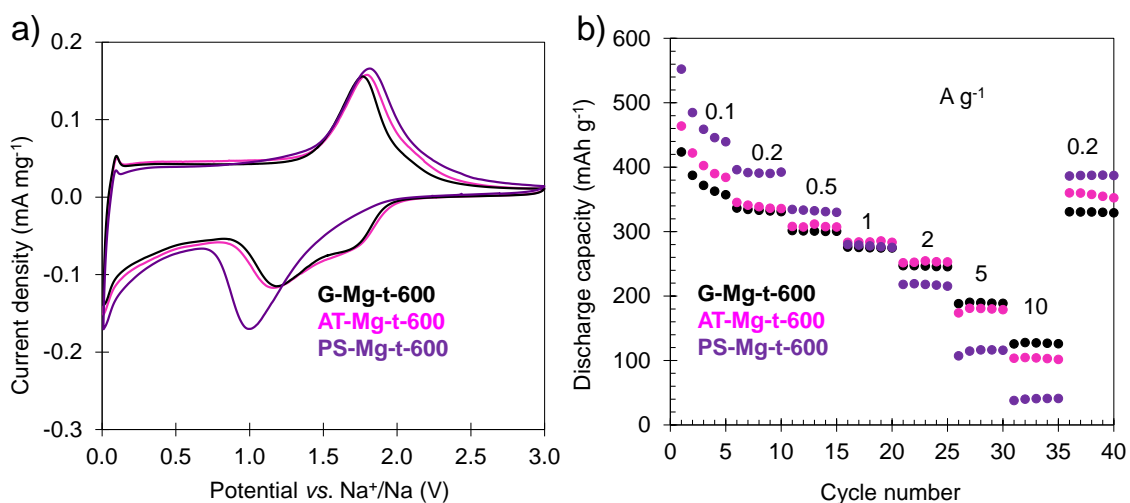 a)
0.2
0.1
0.0
-0.1
-0.2
-0.3
0.0
0.5
1.0
1.5
2.0
2.5
3.0
Current density (mA mg⁻¹)
Potential vs. Na⁺/Na (V)
G-Mg-t-600
AT-Mg-t-600
PS-Mg-t-600
b)
600
500
400
300
200
100
0
0
5
10
15
20
25
30
35
40
Discharge capacity (mAh g⁻¹)
Cycle number
A g⁻¹
0.1
0.2
0.5
1
2
5
10
0.2
G-Mg-t-600
AT-Mg-t-600
PS-Mg-t-600